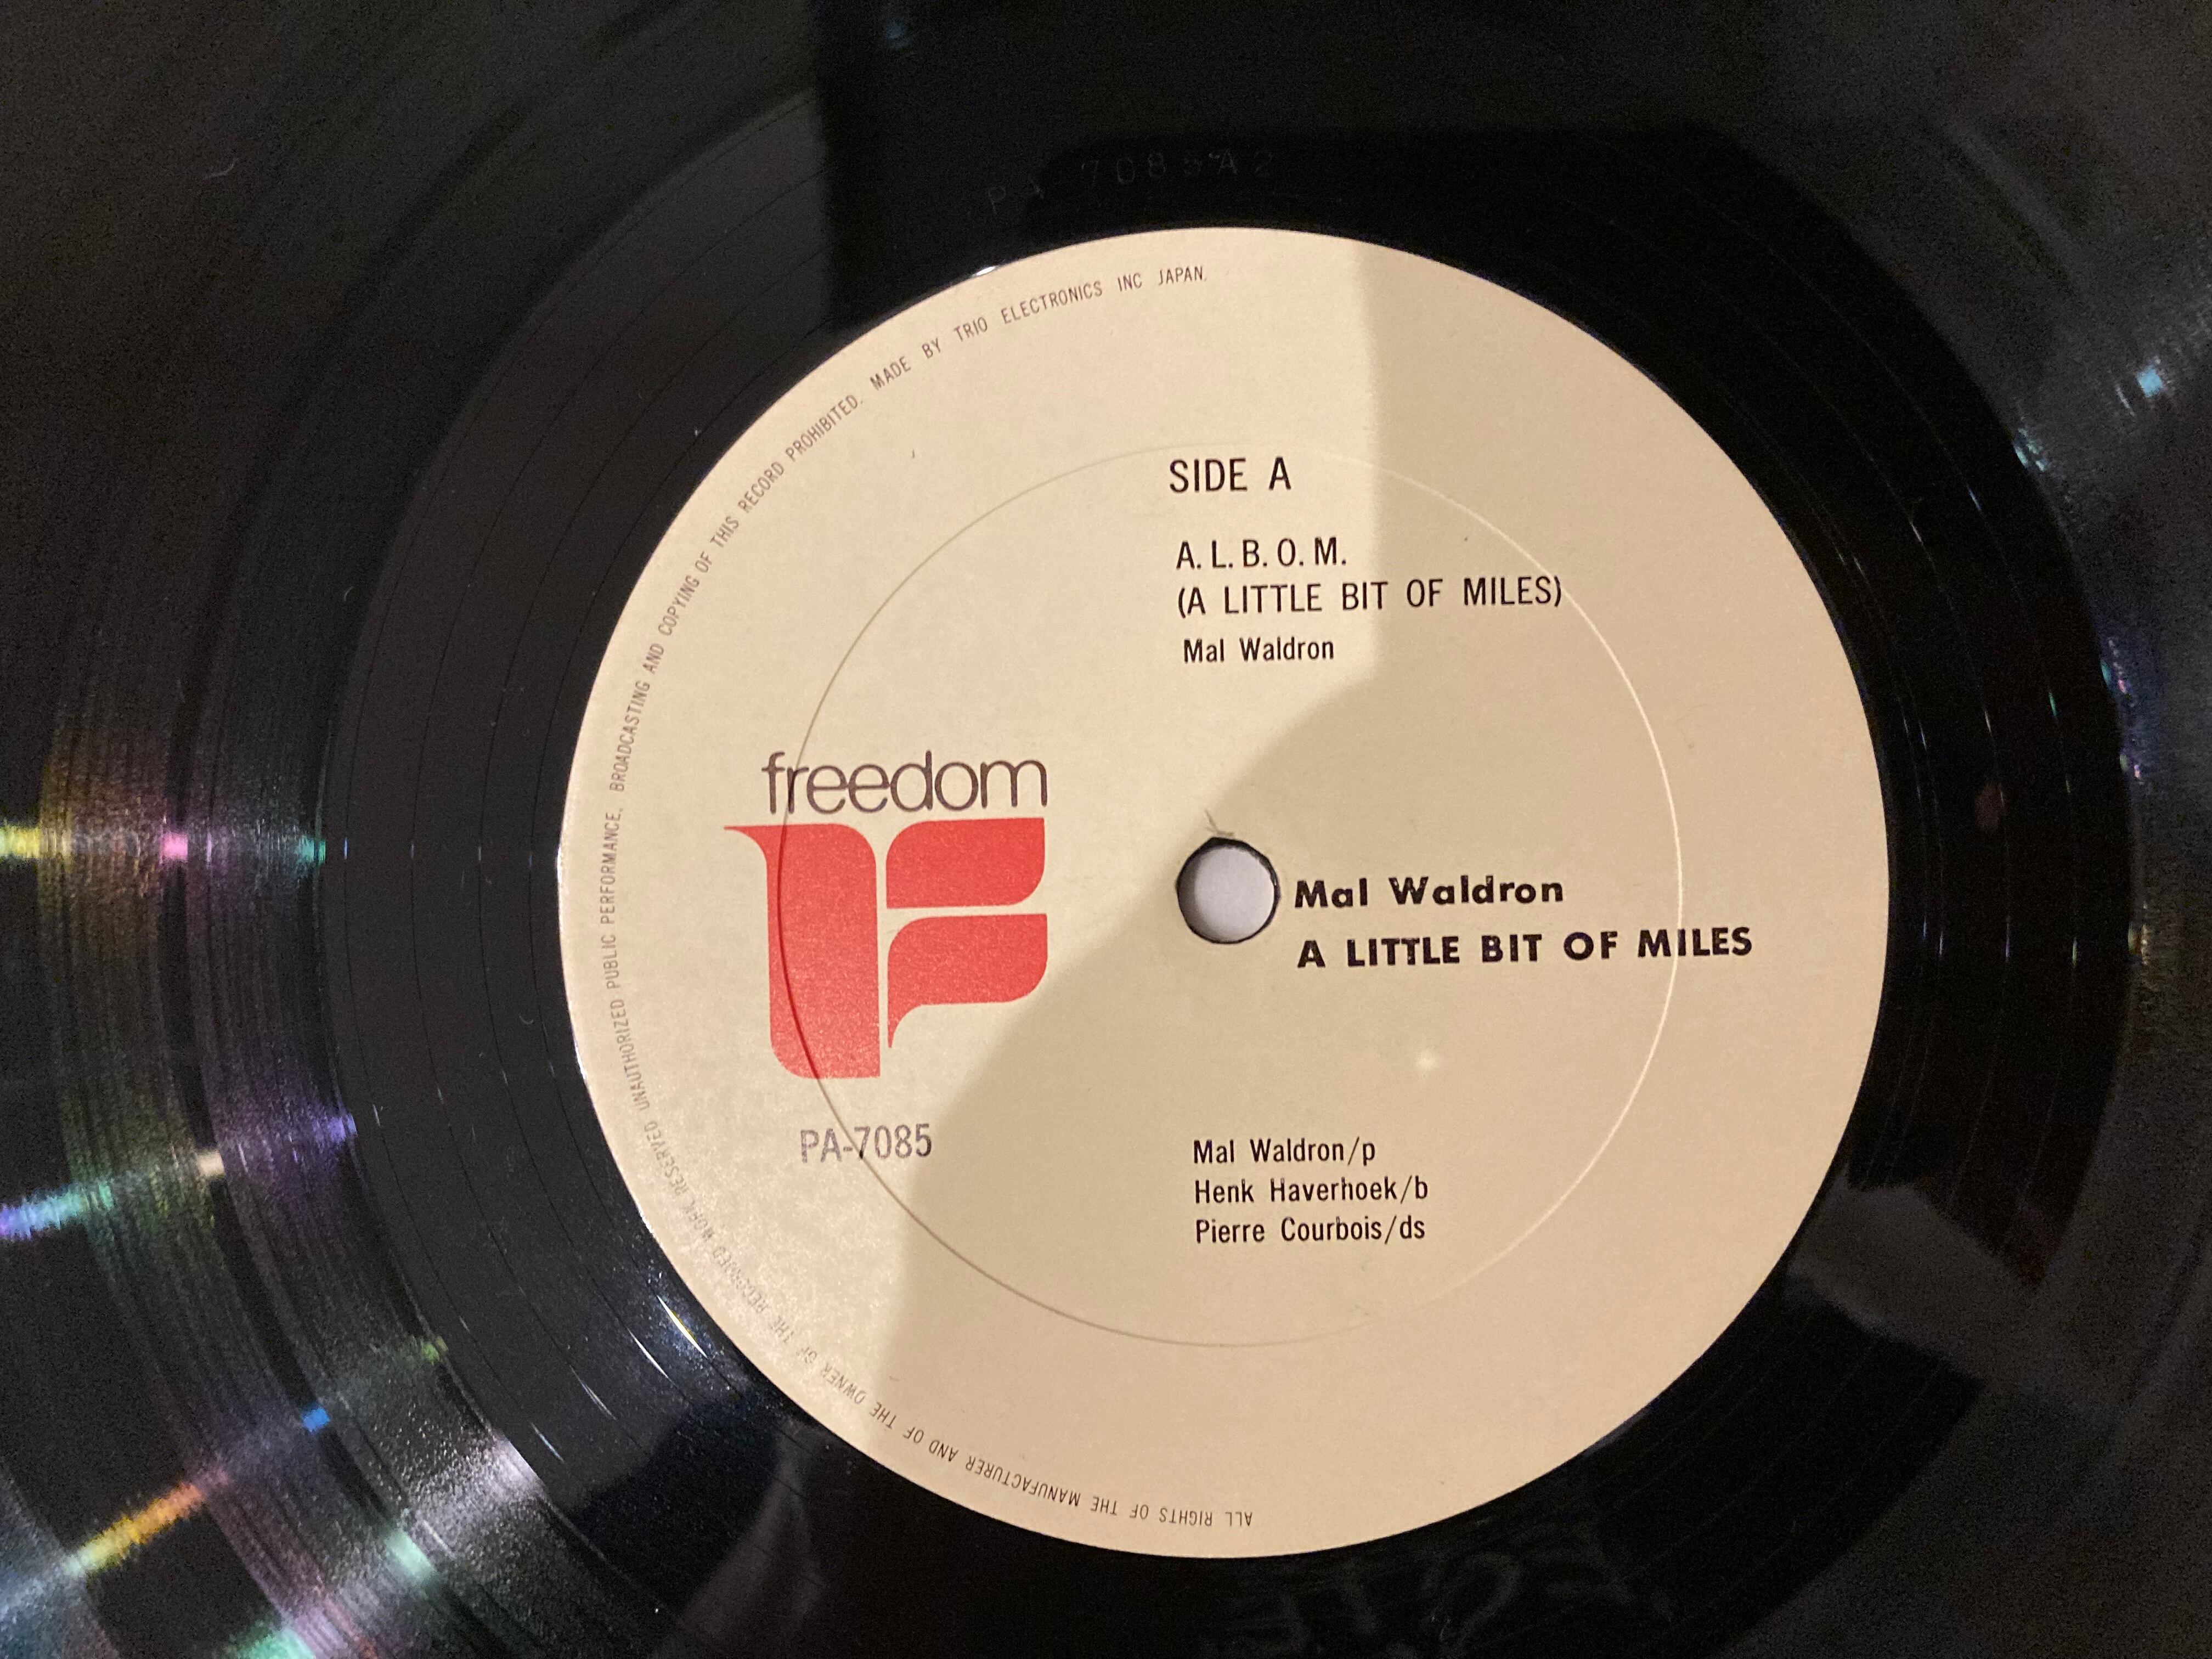 PA 7085A2
ALL RIGHTS OF THE MANUFACTURER AND OF THE OWNER OF THE RECORDED WORK RESERVED UNAUTHORIZED PUBLIC PERFORMANCE, BROADCASTING AND COPYING OF THIS RECORD PROHIBITED. MADE BY TRIO ELECTRONICS INC JAPAN.
SIDE A
A. L. B. O. M.
(A LITTLE BIT OF MILES)
Mal Waldron
freedom
PA-7085
Mal Waldron
A LITTLE BIT OF MILES
Mal Waldron/p
Henk Haverhoek/b
Pierre Courbois/ds